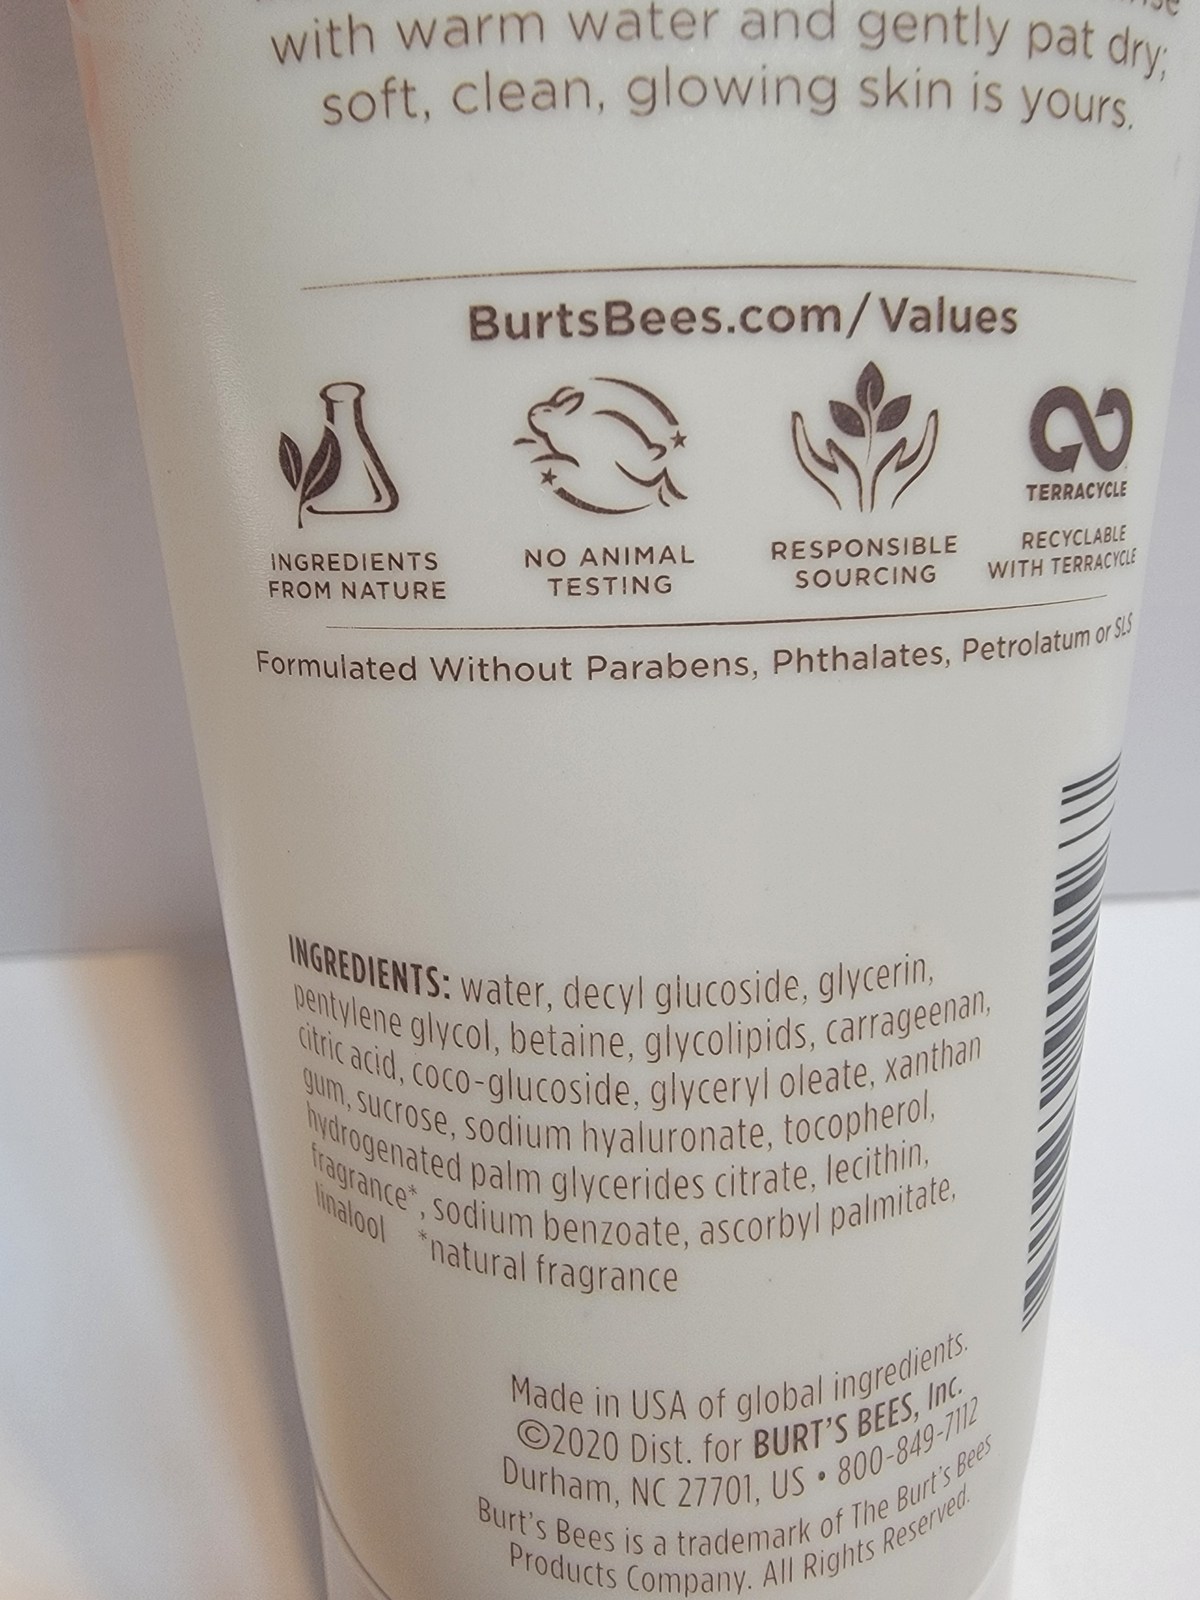 with warm water and gently pat dry;
soft, clean, glowing skin is yours.
BurtsBees.com/Values
INGREDIENTS
FROM NATURE
NO ANIMAL
TESTING
RESPONSIBLE
SOURCING
TERRACYCLE
RECYCLABLE
WITH TERRACYCLE
Formulated Without Parabens, Phthalates, Petrolatum or SLS
INGREDIENTS: water, decyl glucoside, glycerin,
pentylene glycol, betaine, glycolipids, carrageenan,
citric acid, coco-glucoside, glyceryl oleate, xanthan
gum, sucrose, sodium hyaluronate, tocopherol,
hydrogenated palm glycerides citrate, lecithin,
fragrance*, sodium benzoate, ascorbyl palmitate,
linalool *natural fragrance
Made in USA of global ingredients.
©2020 Dist. for BURT'S BEES, Inc.
Durham, NC 27701, US • 800-849-7112
Burt's Bees is a trademark of The Burt's Bees
Products Company. All Rights Reserved.